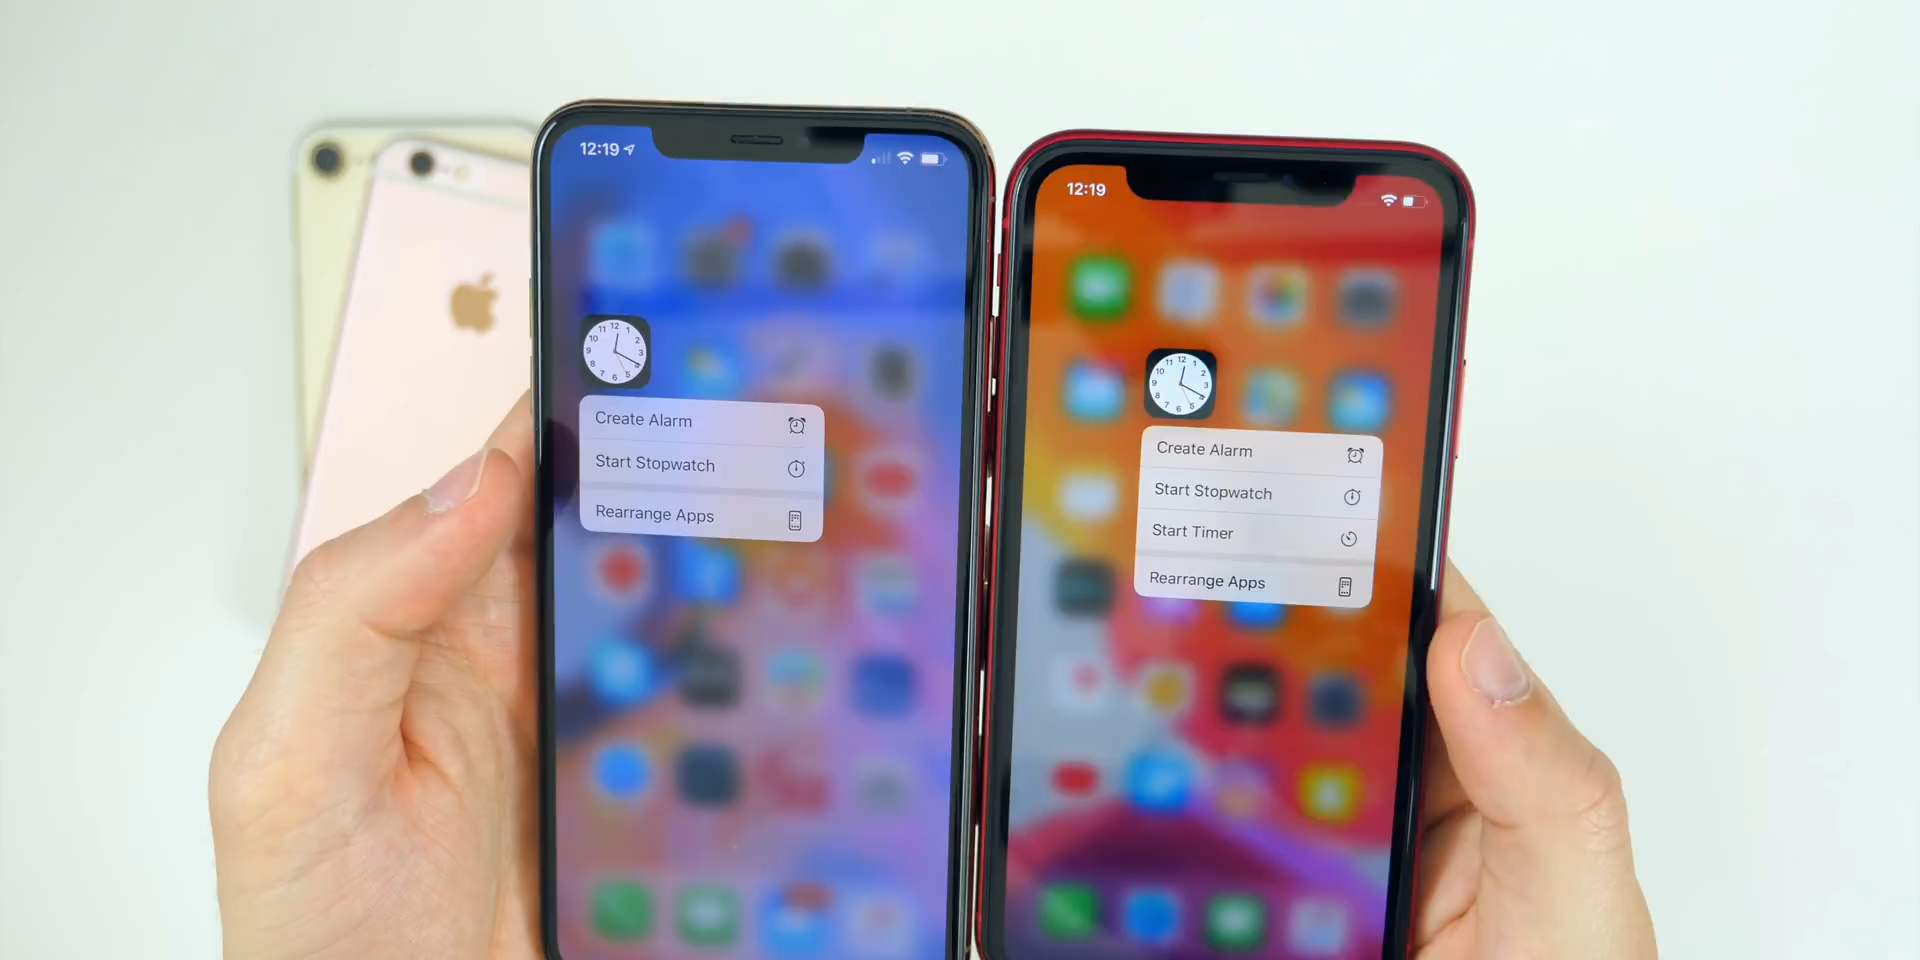 12:19
Create Alarm
Start Stopwatch
Rearrange Apps
12:19
Create Alarm
Start Stopwatch
Start Timer
Rearrange Apps